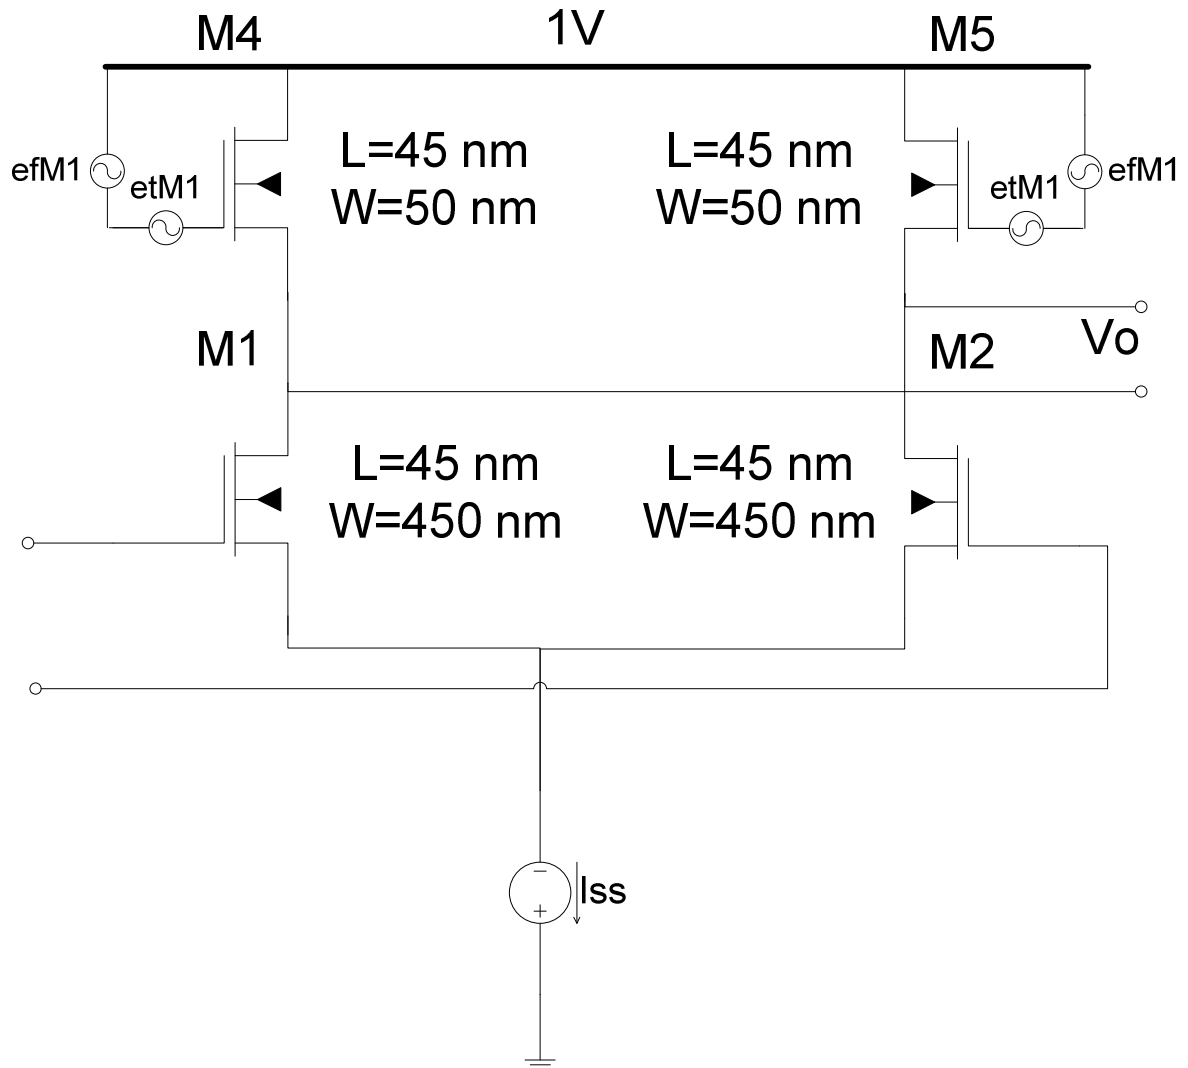 M4
1V
M5
L=45 nm
W=50 nm
L=45 nm
W=50 nm
efM1
etM1
etM1
efM1
M1
M2
Vo
L=45 nm
W=450 nm
L=45 nm
W=450 nm
−
+
Iss